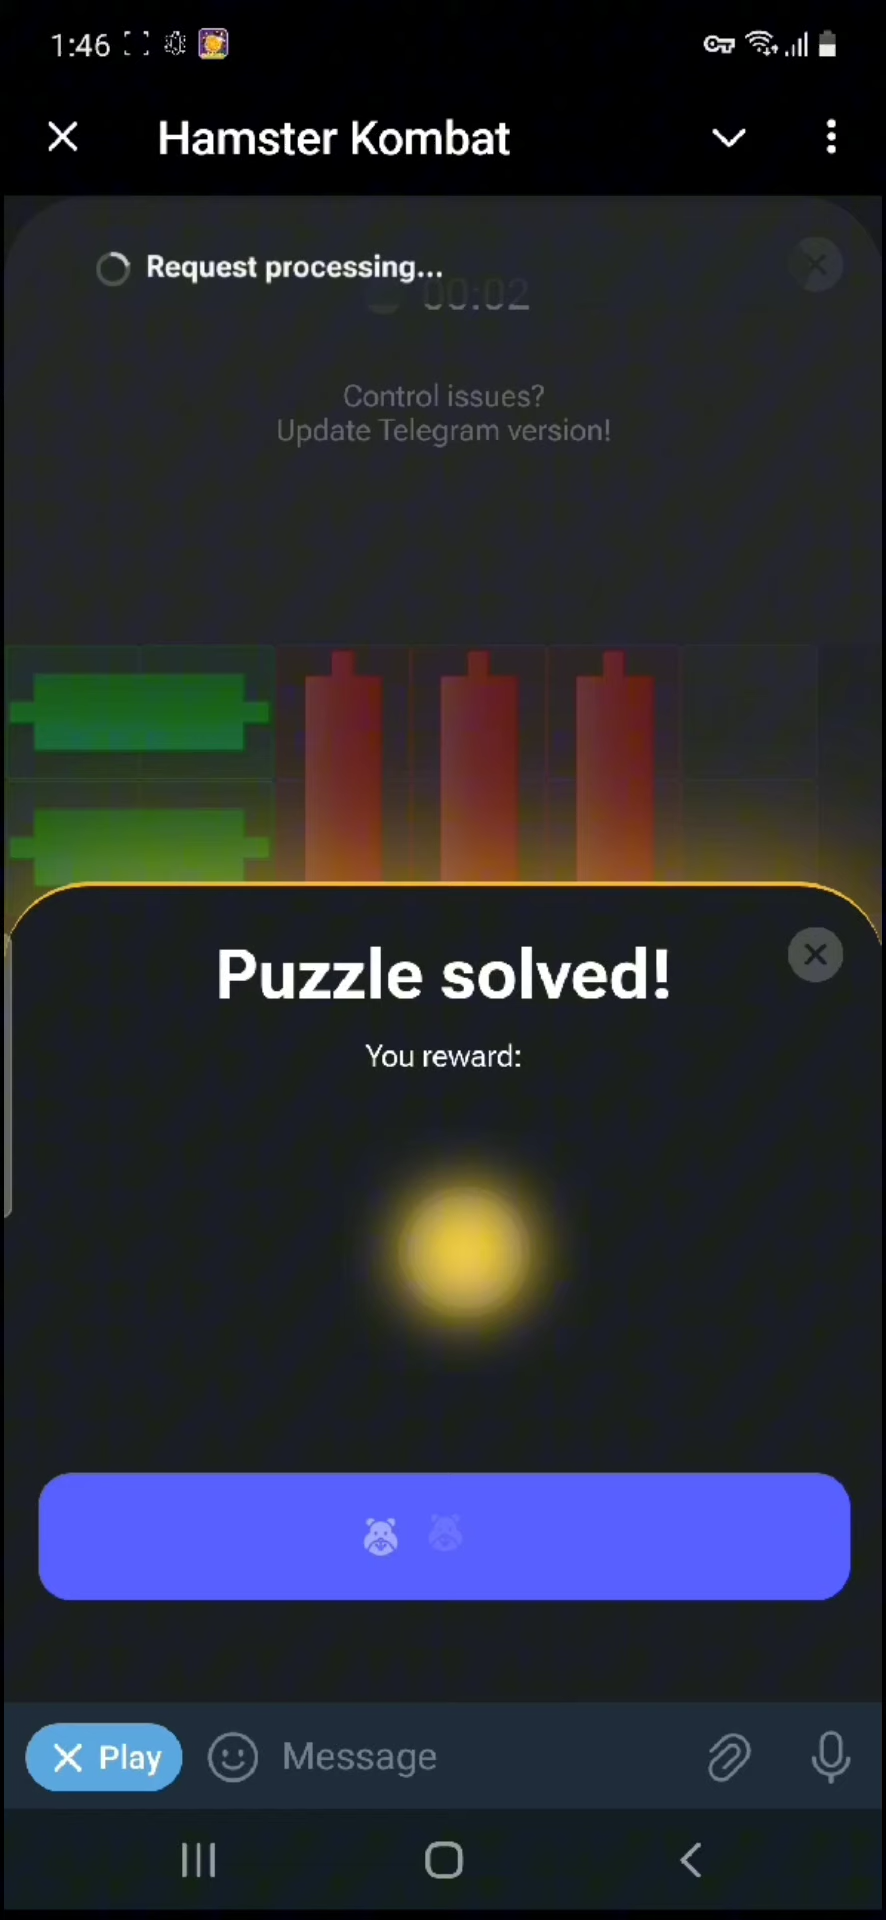 1:46
Hamster Kombat
Request processing...
00:02
Control issues?
Update Telegram version!
Puzzle solved!
You reward:
Play
Message